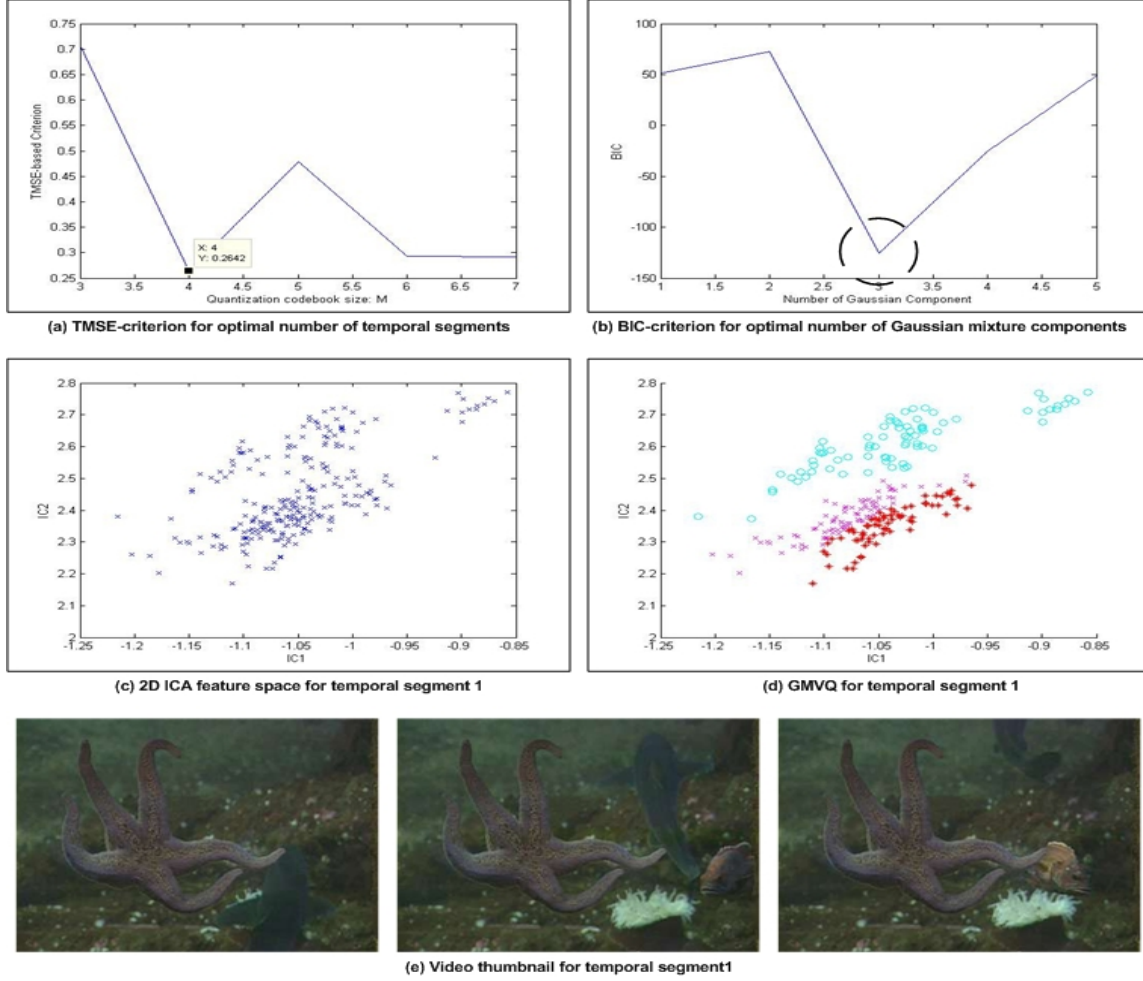 0.75
0.7
0.65
0.6
0.55
0.5
0.45
0.4
0.35
0.3
0.25
TMSE-based Criterion
X: 4
Y: 0.2642
3 3.5 4 4.5 5 5.5 6 6.5 7
Quantization codebook size: M
(a) TMSE-criterion for optimal number of temporal segments
100
50
0
-50
-100
-150
BIC
1 1.5 2 2.5 3 3.5 4 4.5 5
Number of Gaussian Component
(b) BIC-criterion for optimal number of Gaussian mixture components
2.8
2.7
2.6
2.5
2.4
2.3
2.2
2.1
2
IC2
-1.25 -1.2 -1.15 -1.1 -1.05 -1 -0.95 -0.9 -0.85
IC1
(c) 2D ICA feature space for temporal segment 1
2.8
2.7
2.6
2.5
2.4
2.3
2.2
2.1
2
IC2
-1.25 -1.2 -1.15 -1.1 -1.05 -1 -0.95 -0.9 -0.85
IC1
(d) GMVQ for temporal segment 1
(e) Video thumbnail for temporal segment1